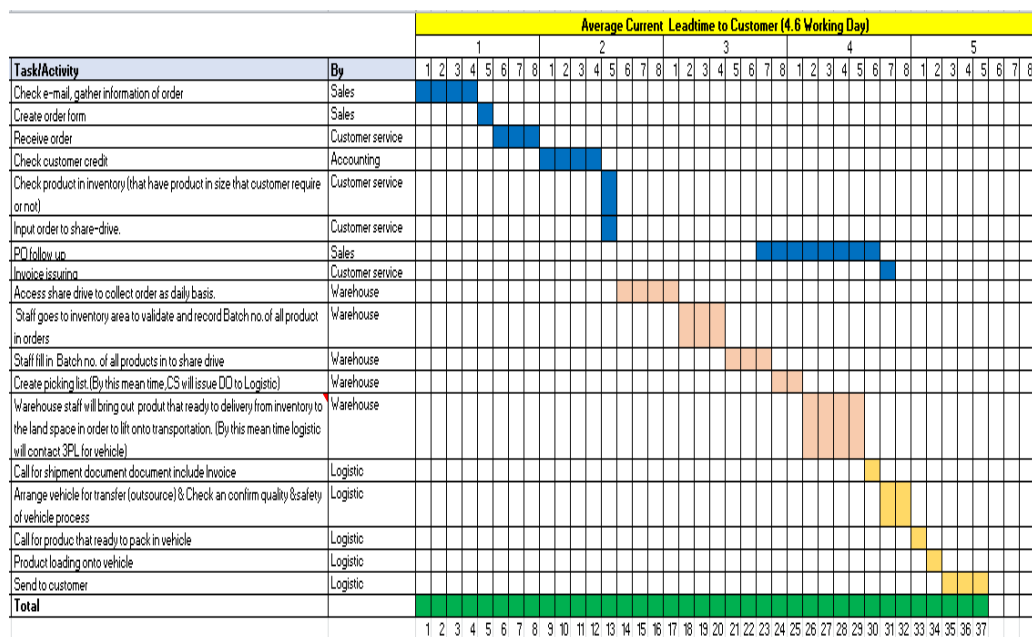 Average Current Leadtime to Customer (4.6 Working Day)
1 2 3 4 5
Task/Activity By 1 2 3 4 5 6 7 8 1 2 3 4 5 6 7 8 1 2 3 4 5 6 7 8 1 2 3 4 5 6 7 8 1 2 3 4 5 6 7 8
Check e-mail, gather information of order Sales
Create order form Sales
Receive order Customer service
Check customer credit Accounting
Check product in inventory (that have product in size that customer require Customer service
or not)
Input order to share-drive. Customer service
PO follow up Sales
Invoice issuring Customer service
Access share drive to collect order as daily basis. Warehouse
Staff goes to inventory area to validate and record Batch no. of all product Warehouse
in orders
Staff fill in Batch no. of all products in to share drive Warehouse
Create picking list.(By this mean time,CS will issue DO to Logistic) Warehouse
Warehouse staff will bring out produt that ready to delivery from inventory to Warehouse
the land space in order to lift onto transportation. (By this mean time logistic
will contact 3PL for vehicle)
Call for shipment document document include Invoice Logistic
Arrange vehicle for transfer (outsource) & Check an confirm quality &safety Logistic
of vehicle process
Call for produc that ready to pack in vehicle Logistic
Product loading onto vehicle Logistic
Send to customer Logistic
Total
1 2 3 4 5 6 7 8 9 10 11 12 13 14 15 16 17 18 19 20 21 22 23 24 25 26 27 28 29 30 31 32 33 34 35 36 37